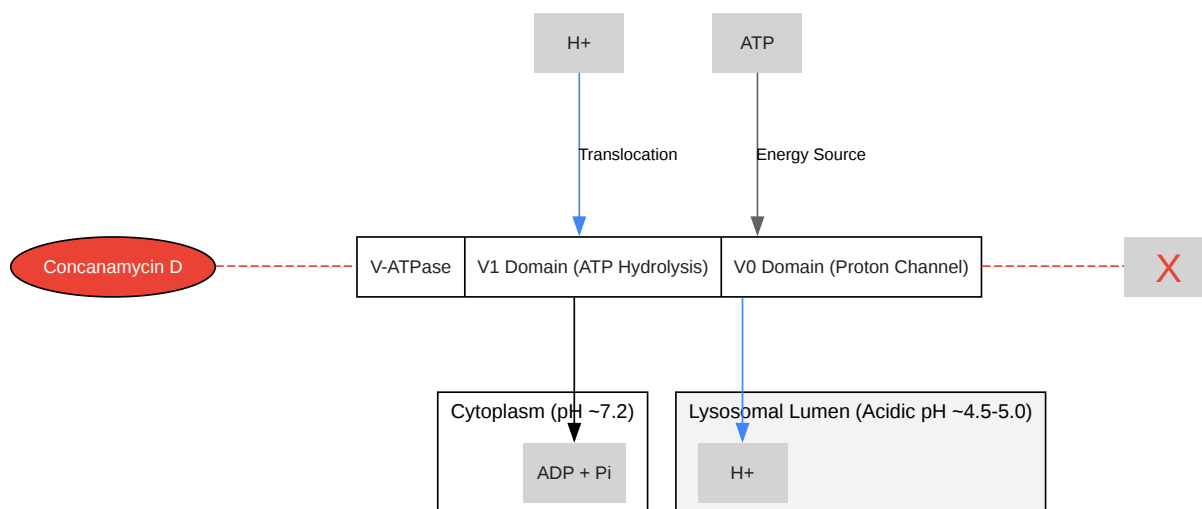 H+
ATP
Translocation
Energy Source
Concanamycin D
V-ATPase
V1 Domain (ATP Hydrolysis)
V0 Domain (Proton Channel)
X
Cytoplasm (pH ~7.2)
Lysosomal Lumen (Acidic pH ~4.5-5.0)
ADP + Pi
H+